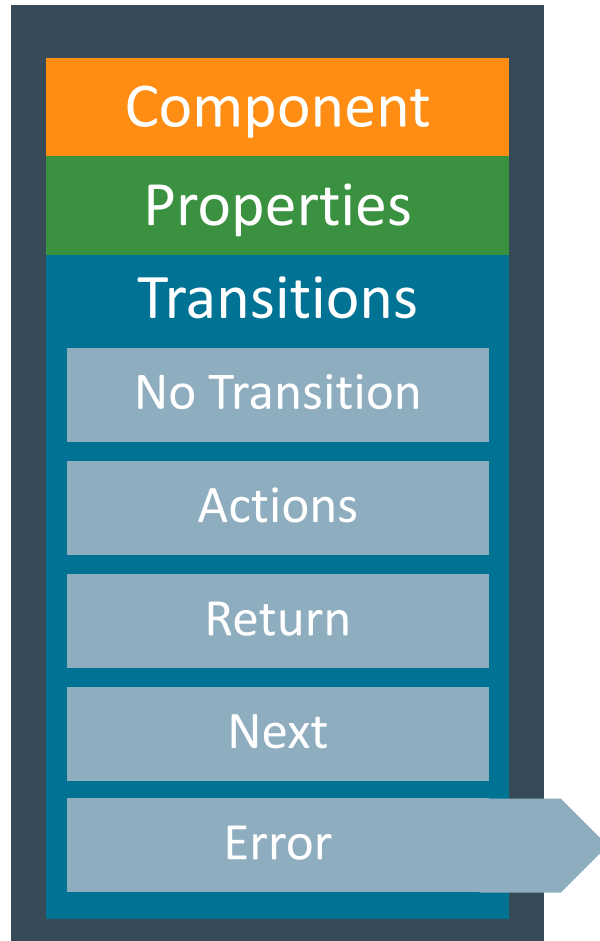 Component
Properties
Transitions
No Transition
Actions
Return
Next
Error